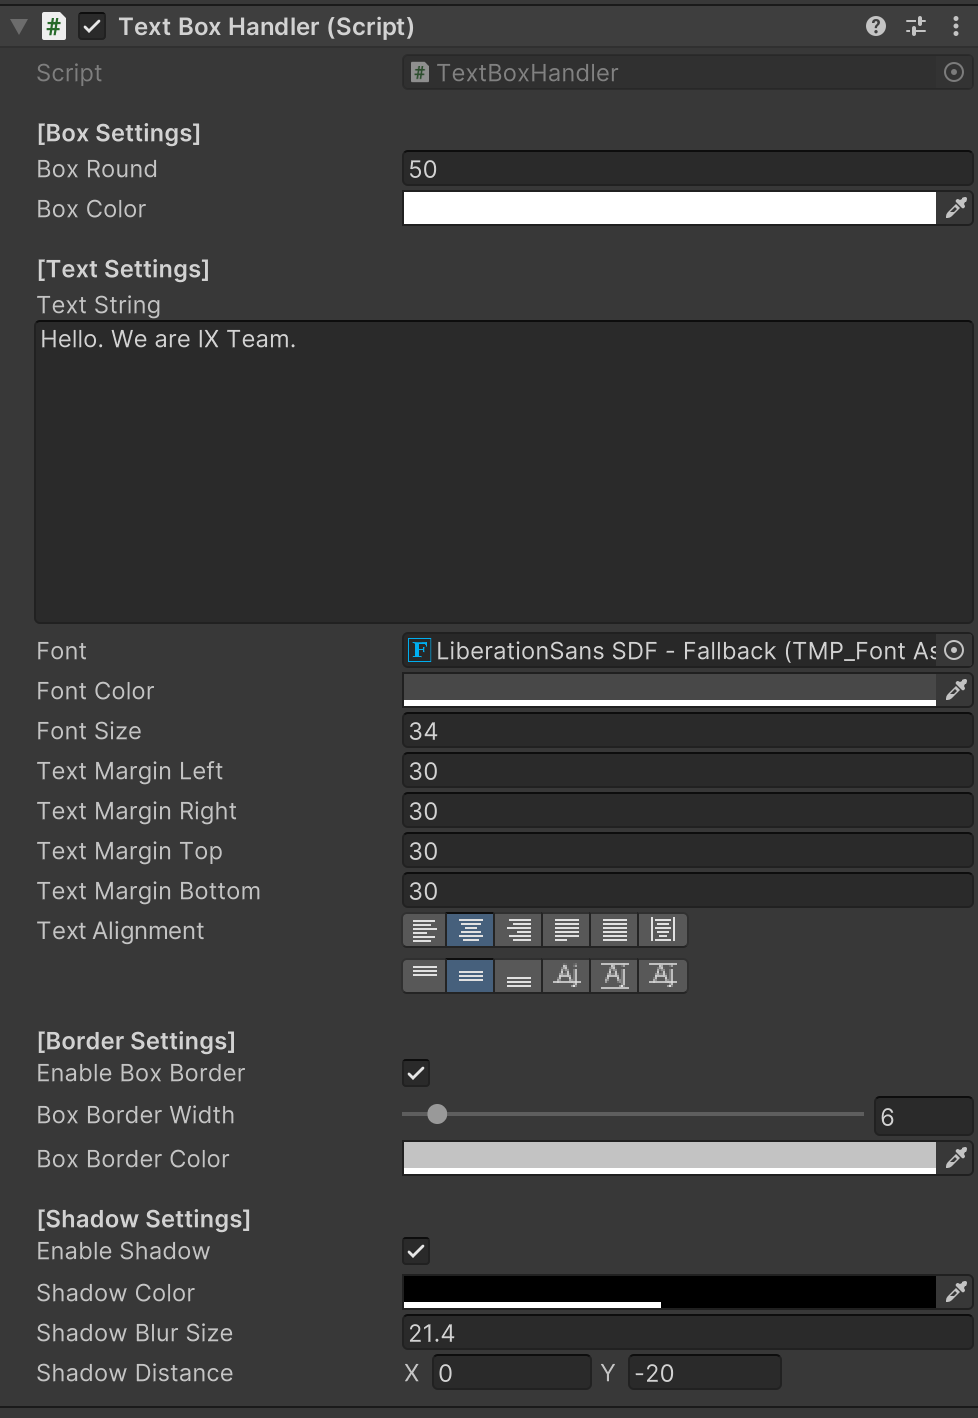 Text Box Handler (Script)
Script
TextBoxHandler
[Box Settings]
Box Round
50
Box Color
[Text Settings]
Text String
Hello. We are IX Team.
Font
F LiberationSans SDF - Fallback (TMP_Font As
Font Color
Font Size
34
Text Margin Left
30
Text Margin Right
30
Text Margin Top
30
Text Margin Bottom
30
Text Alignment
Aj Aj Aj
[Border Settings]
Enable Box Border
Box Border Width
6
Box Border Color
[Shadow Settings]
Enable Shadow
Shadow Color
Shadow Blur Size
21.4
Shadow Distance
X 0 Y -20